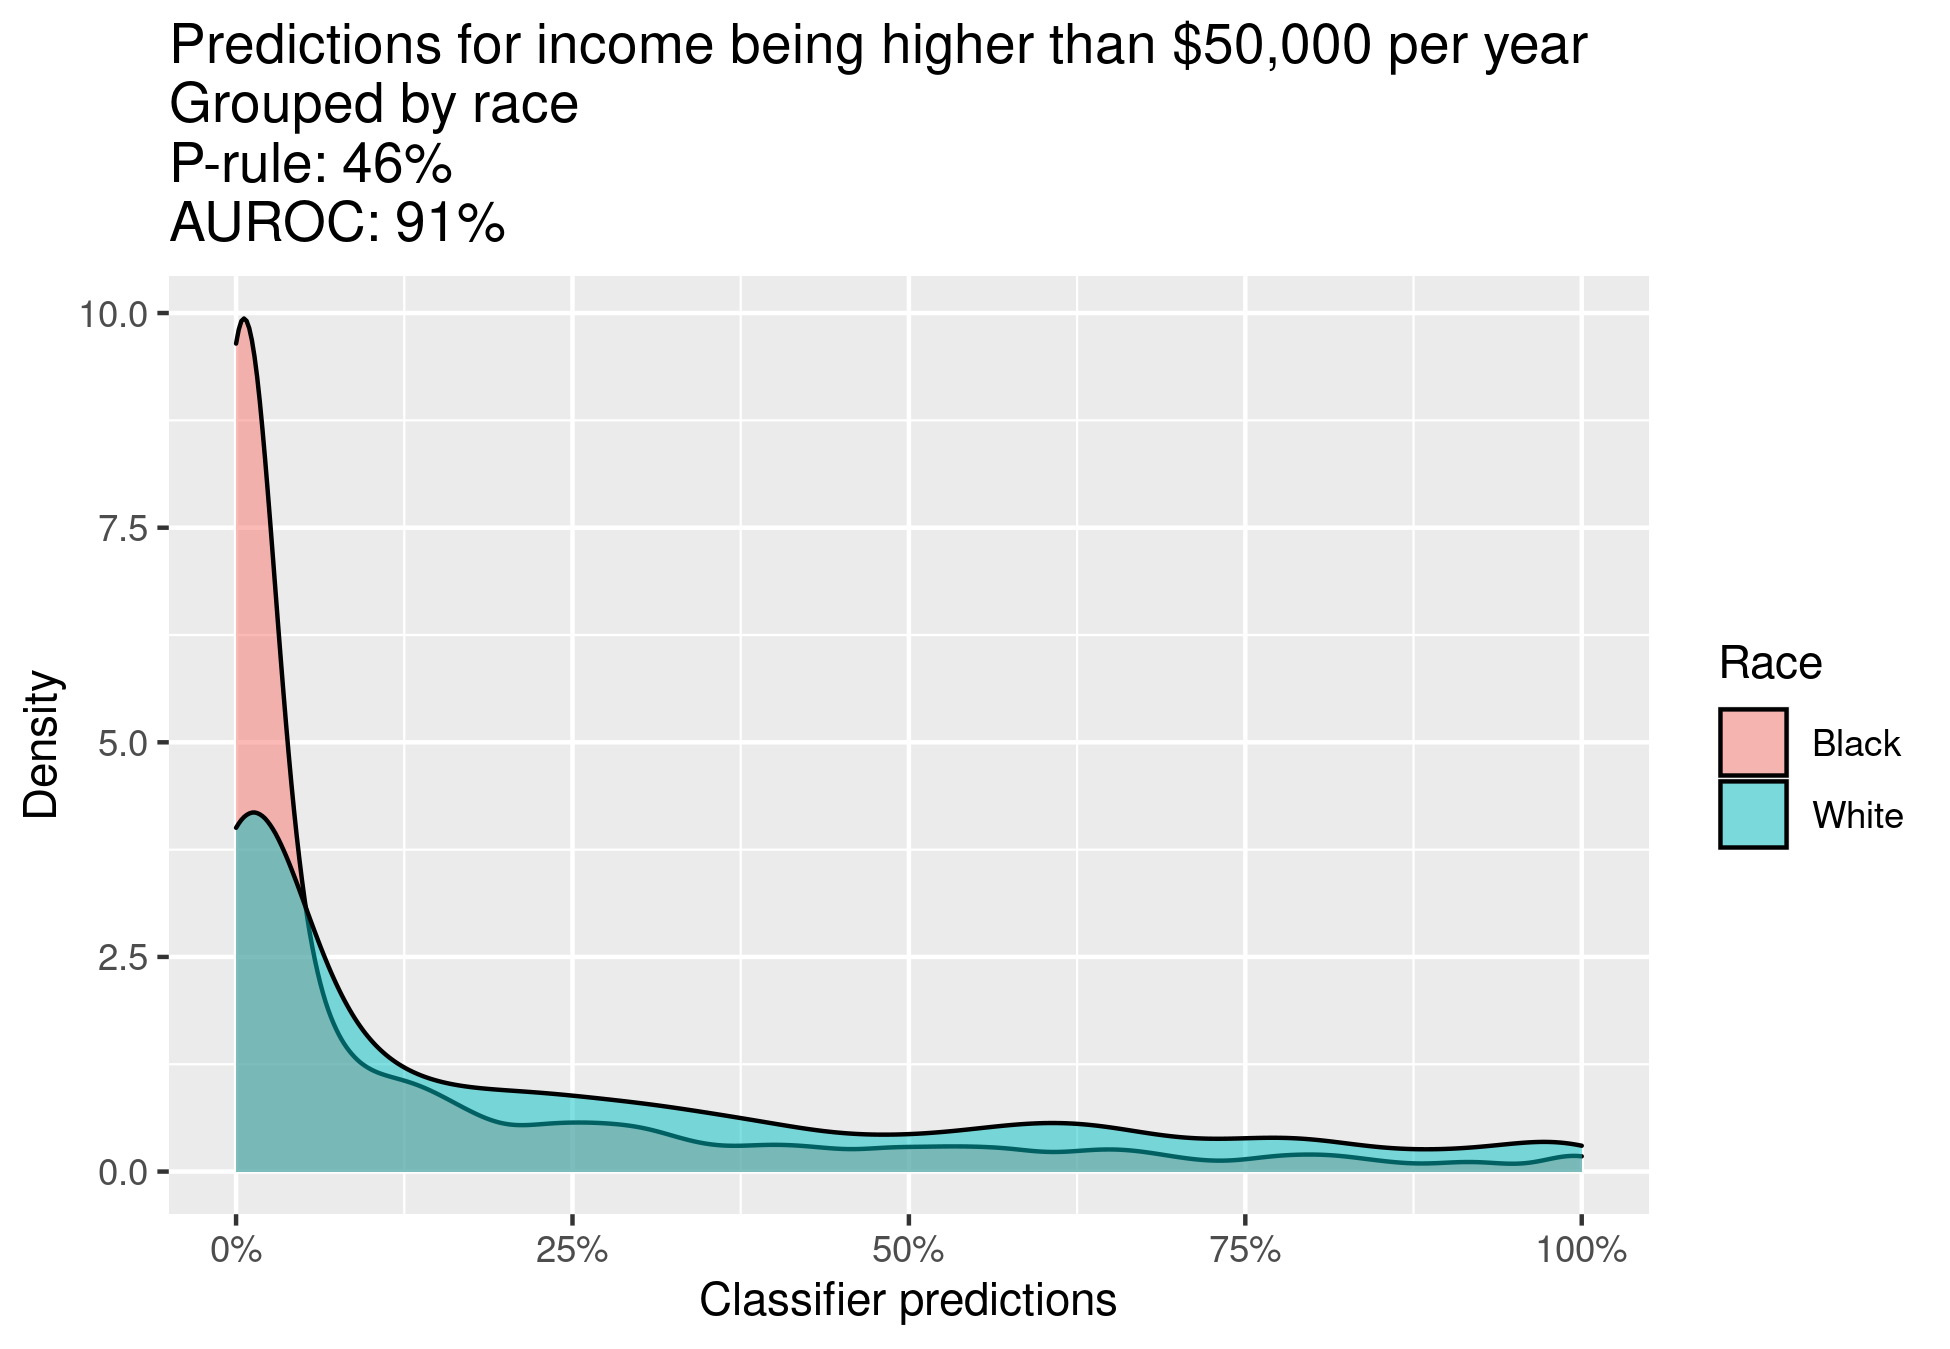 Predictions for income being higher than $50,000 per year
Grouped by race
P-rule: 46%
AUROC: 91%
10.0
7.5
5.0
2.5
0.0
Density
0%
25%
50%
75%
100%
Classifier predictions
Race
Black
White